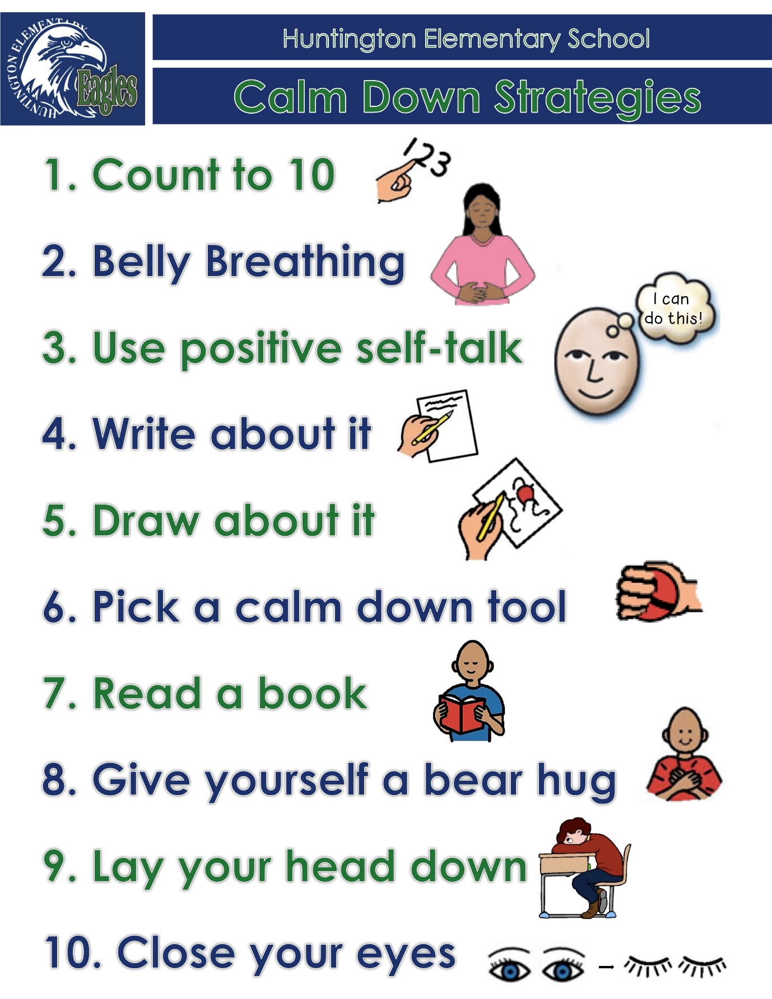 HUNTINGTON ELEMENTARY
Eagles
Huntington Elementary School
Calm Down Strategies
1. Count to 10
123
2. Belly Breathing
I can
do this!
3. Use positive self-talk
4. Write about it
5. Draw about it
6. Pick a calm down tool
7. Read a book
8. Give yourself a bear hug
9. Lay your head down
10. Close your eyes